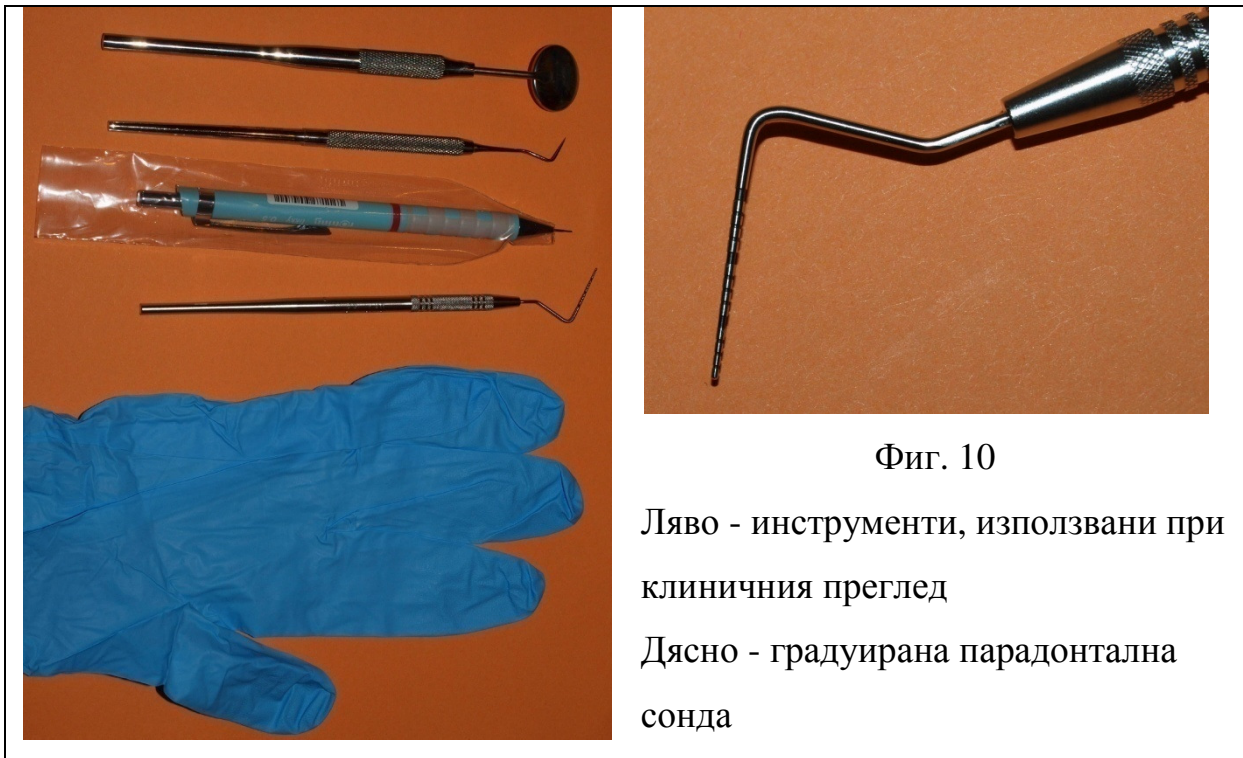 Фиг. 10
Ляво - инструменти, използвани при
клиничния преглед
Дясно - градуирана парадонтална
сонда